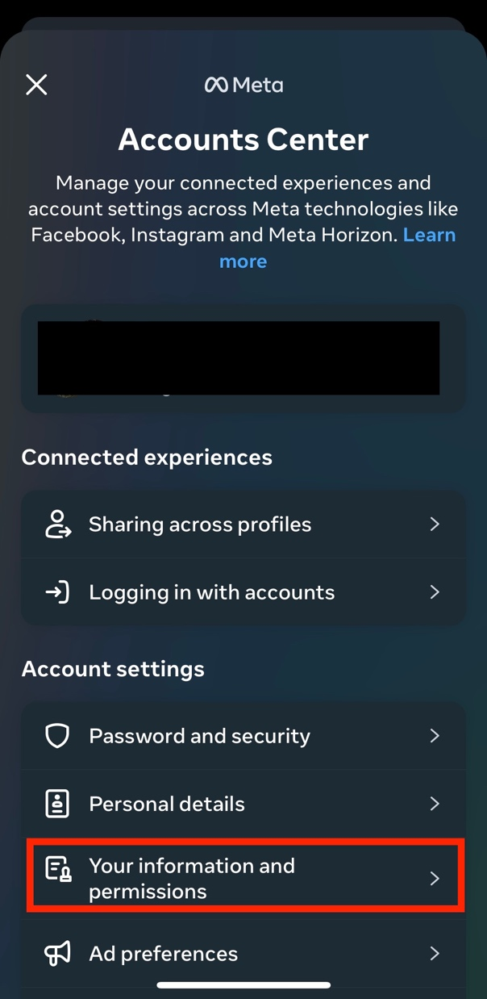 Meta
Accounts Center
Manage your connected experiences and
account settings across Meta technologies like
Facebook, Instagram and Meta Horizon. Learn
more
Connected experiences
Sharing across profiles
Logging in with accounts
Account settings
Password and security
Personal details
Your information and
permissions
Ad preferences